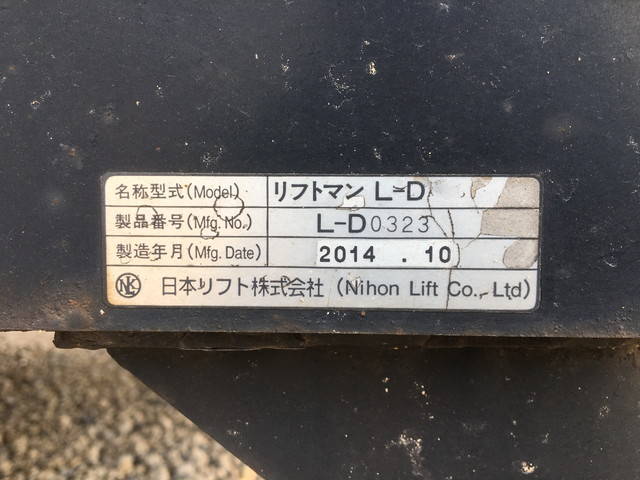 名称型式(Model) リフトマン L-D
製品番号(Mfg.No.) L-D0323
製造年月(Mfg.Date) 2014 .10
NLK 日本リフト株式会社 (Nihon Lift Co.,Ltd)